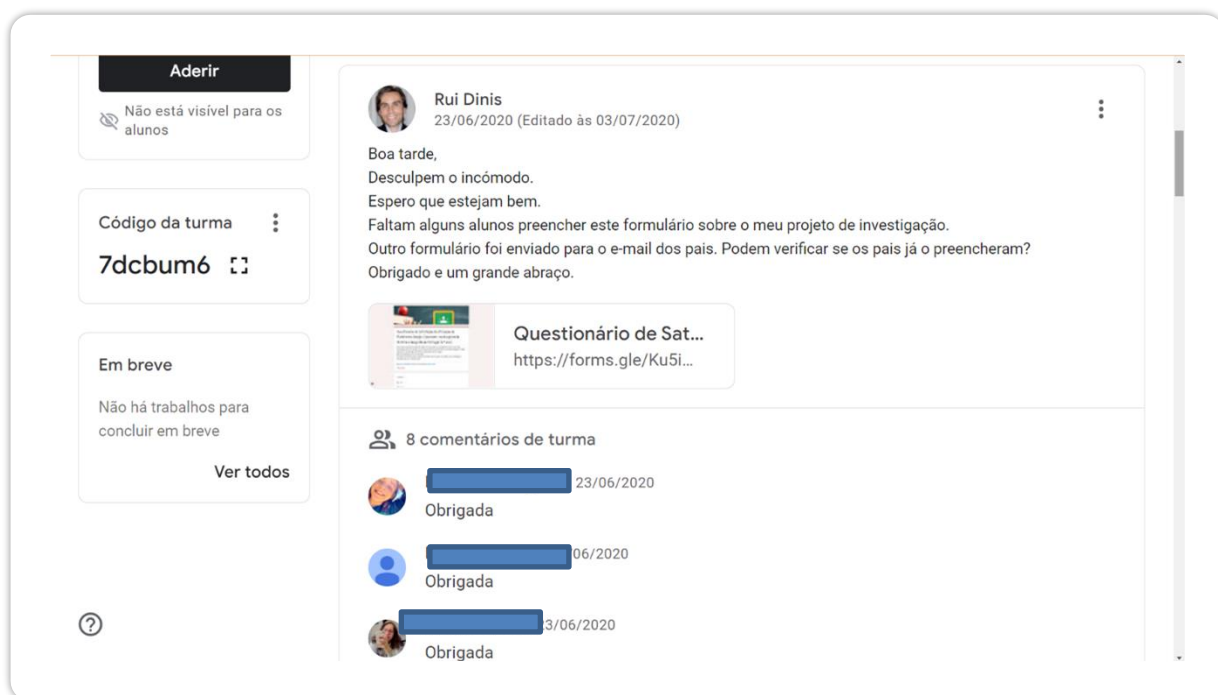 Aderir
Não está visível para os
alunos
Código da turma
7dcbum6
Em breve
Não há trabalhos para
concluir em breve
Ver todos
Rui Dinis
23/06/2020 (Editado às 03/07/2020)
Boa tarde,
Desculpem o incómodo.
Espero que estejam bem.
Faltam alguns alunos preencher este formulário sobre o meu projeto de investigação.
Outro formulário foi enviado para o e-mail dos pais. Podem verificar se os pais já o preencheram?
Obrigado e um grande abraço.
Questionário de Sat...
https://forms.gle/Ku5i...
8 comentários de turma
23/06/2020
Obrigada
06/2020
Obrigada
3/06/2020
Obrigada